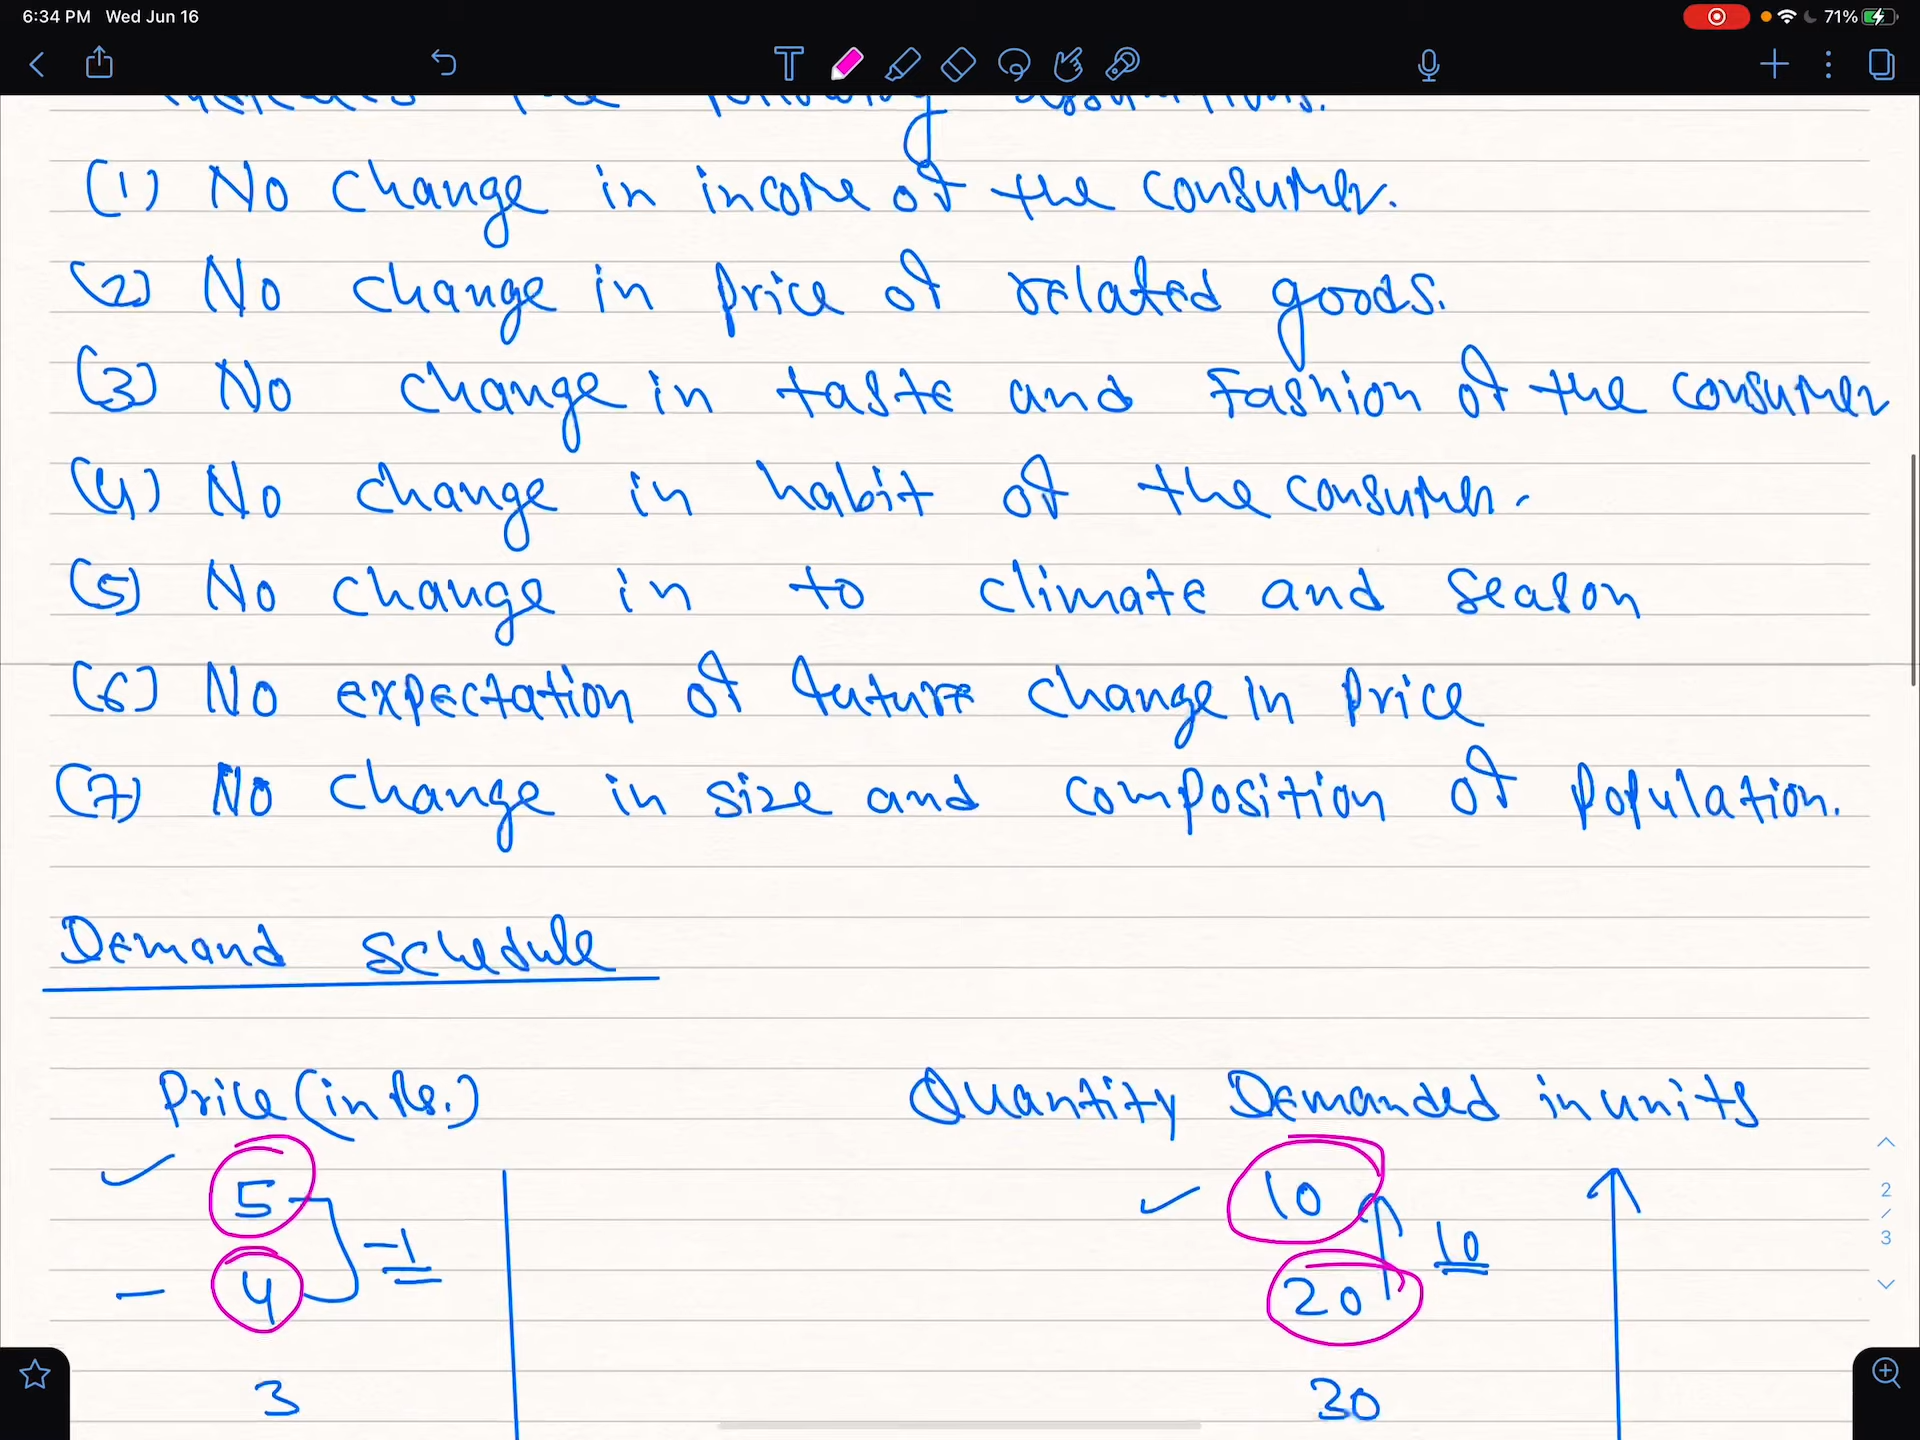 6:34 PM Wed Jun 16
71%
the following assumptions.
(1) No change in income of the consumer.
(2) No change in price of related goods.
(3) No change in taste and Fashion of the consumer
(4) No change in habit of the consumer.
(5) No change in to climate and season
(6) No expectation of future change in price
(7) No change in size and composition of population.
Demand schedule
Price (in Rs.) Quantity Demanded in units
5 10
-1 10
4 20
3 30
2
/
3